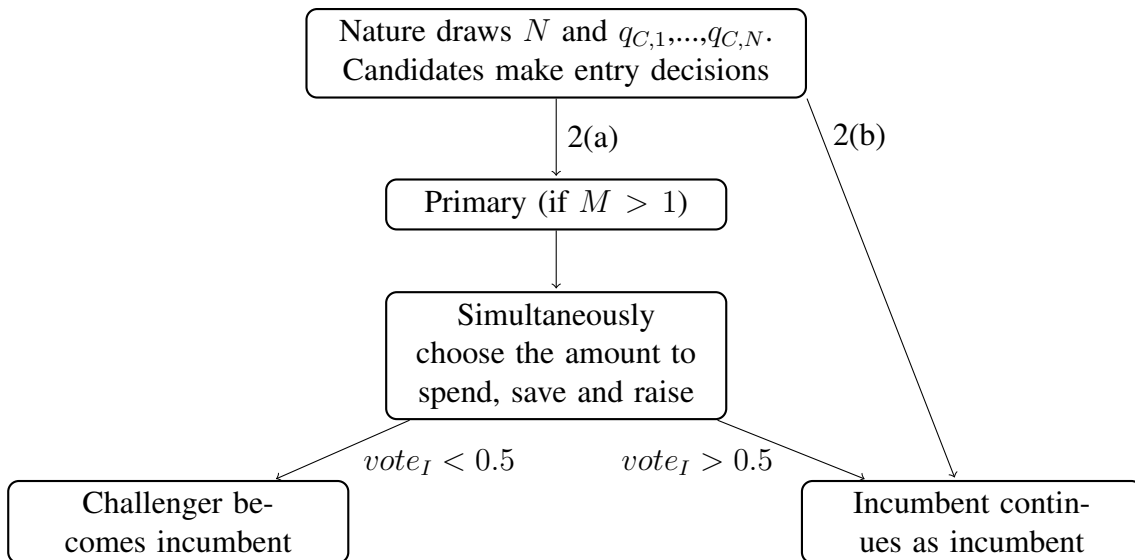 Nature draws N and q_{C,1},...,q_{C,N}.
Candidates make entry decisions
2(a)
2(b)
Primary (if M > 1)
Simultaneously
choose the amount to
spend, save and raise
vote_I < 0.5
vote_I > 0.5
Challenger be-
comes incumbent
Incumbent contin-
ues as incumbent